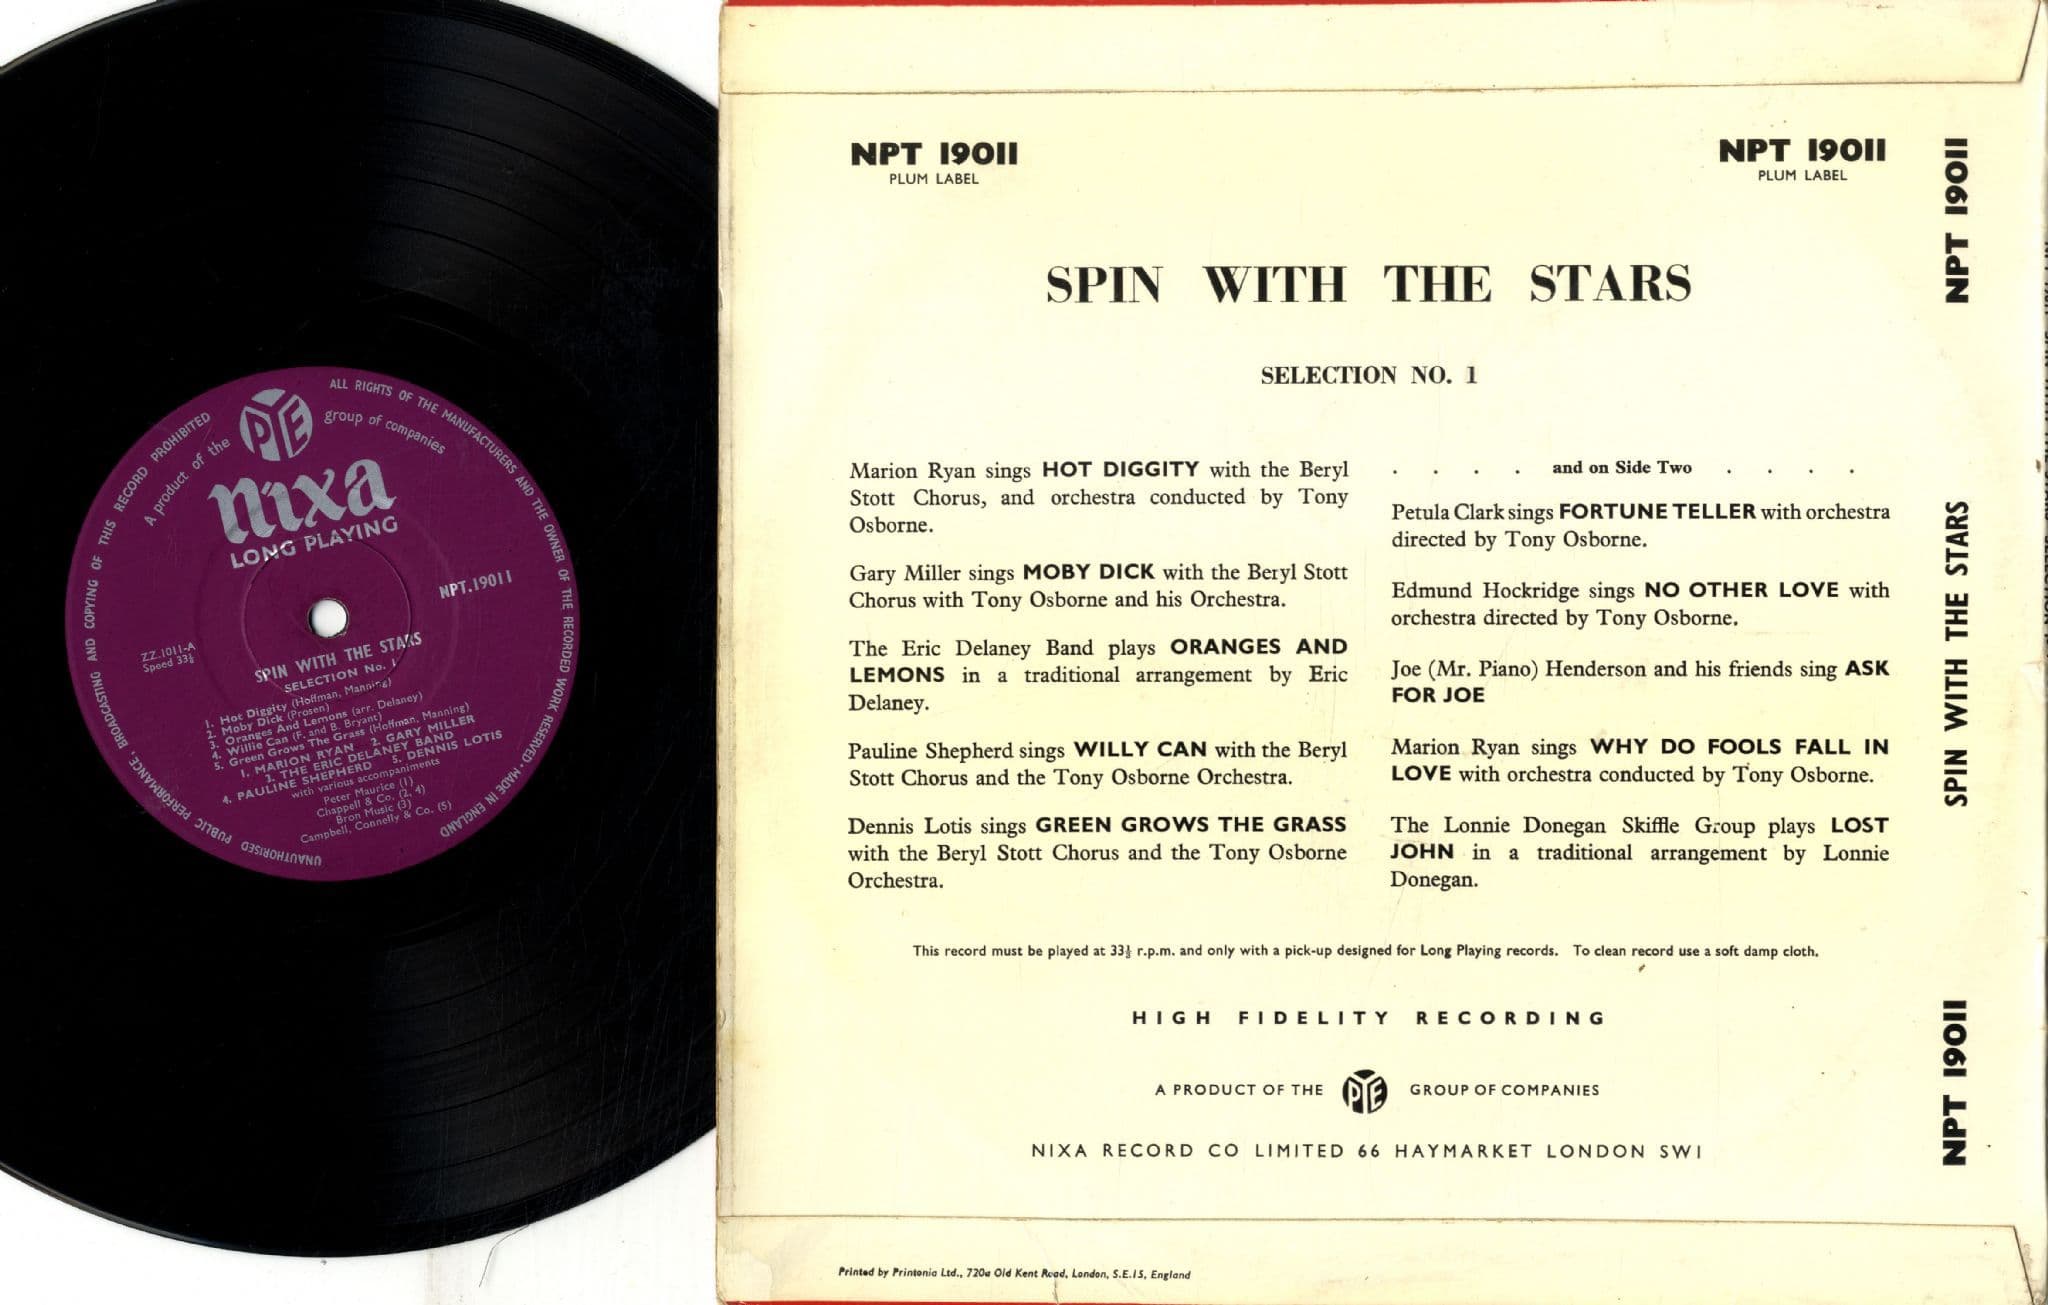 UNAUTHORISED PUBLIC PERFORMANCE, BROADCASTING AND COPYING OF THIS RECORD PROHIBITED
ALL RIGHTS OF THE MANUFACTURERS AND THE OWNER OF THE RECORDED WORK RESERVED · MADE IN ENGLAND
A product of the PYE group of companies
nixa
LONG PLAYING
NPT.19011
ZZ.1011-A
Speed 33⅓
SPIN WITH THE STARS
SELECTION No. 1
1. Hot Diggity (Hoffman, Manning)
2. Moby Dick (Prosen)
3. Oranges And Lemons (arr. Delaney)
4. Willie Can (F. and B. Bryant)
5. Green Grows The Grass (Hoffman, Manning)
1. MARION RYAN 2. GARY MILLER
3. THE ERIC DELANEY BAND
4. PAULINE SHEPHERD 5. DENNIS LOTIS
with various accompaniments
Peter Maurice (1)
Chappell & Co. (2, 4)
Bron Music (3)
Campbell, Connelly & Co. (5)
NPT 19011
PLUM LABEL
NPT 19011
PLUM LABEL
SPIN WITH THE STARS
SELECTION NO. 1
Marion Ryan sings HOT DIGGITY with the Beryl
Stott Chorus, and orchestra conducted by Tony
Osborne.
Gary Miller sings MOBY DICK with the Beryl Stott
Chorus with Tony Osborne and his Orchestra.
The Eric Delaney Band plays ORANGES AND
LEMONS in a traditional arrangement by Eric
Delaney.
Pauline Shepherd sings WILLY CAN with the Beryl
Stott Chorus and the Tony Osborne Orchestra.
Dennis Lotis sings GREEN GROWS THE GRASS
with the Beryl Stott Chorus and the Tony Osborne
Orchestra.
. . . . and on Side Two . . . .
Petula Clark sings FORTUNE TELLER with orchestra
directed by Tony Osborne.
Edmund Hockridge sings NO OTHER LOVE with
orchestra directed by Tony Osborne.
Joe (Mr. Piano) Henderson and his friends sing ASK
FOR JOE
Marion Ryan sings WHY DO FOOLS FALL IN
LOVE with orchestra conducted by Tony Osborne.
The Lonnie Donegan Skiffle Group plays LOST
JOHN in a traditional arrangement by Lonnie
Donegan.
This record must be played at 33⅓ r.p.m. and only with a pick-up designed for Long Playing records. To clean record use a soft damp cloth.
HIGH FIDELITY RECORDING
A PRODUCT OF THE PYE GROUP OF COMPANIES
NIXA RECORD CO LIMITED 66 HAYMARKET LONDON SW1
Printed by Printonia Ltd., 720a Old Kent Road, London, S.E.15, England
NPT 19011
SPIN WITH THE STARS
NPT 19011